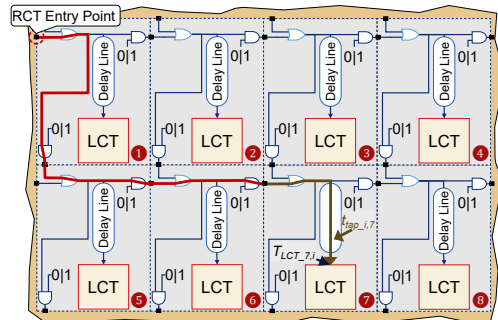 RCT Entry Point
Delay Line
0|1
0|1
LCT
1
Delay Line
0|1
0|1
LCT
2
Delay Line
0|1
0|1
LCT
3
Delay Line
0|1
0|1
LCT
4
Delay Line
0|1
0|1
LCT
5
Delay Line
0|1
0|1
LCT
6
t_tap_i,7
T_LCT_7,i
0|1
0|1
LCT
7
Delay Line
0|1
0|1
LCT
8